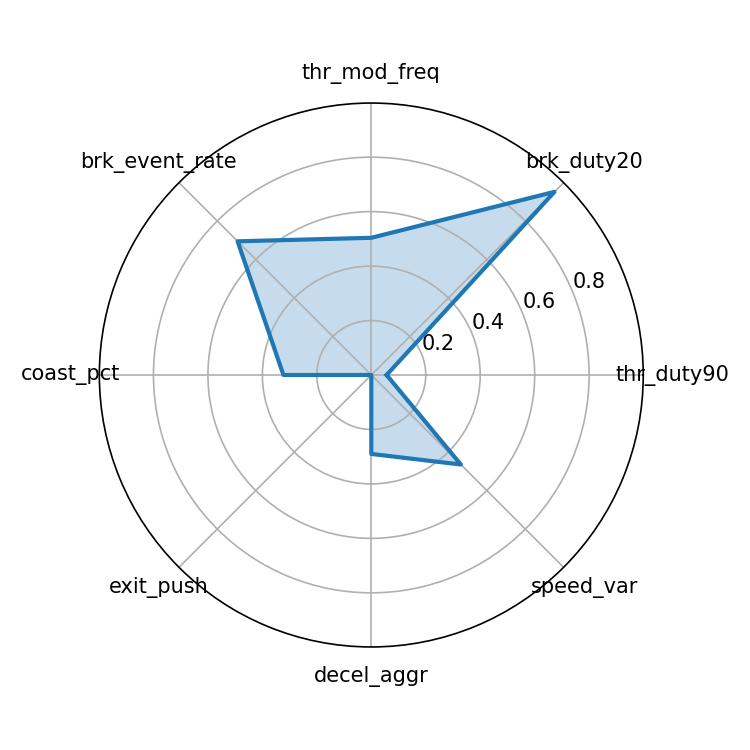 thr_mod_freq
brk_event_rate
brk_duty20
0.8
0.6
0.4
0.2
coast_pct
thr_duty90
exit_push
speed_var
decel_aggr